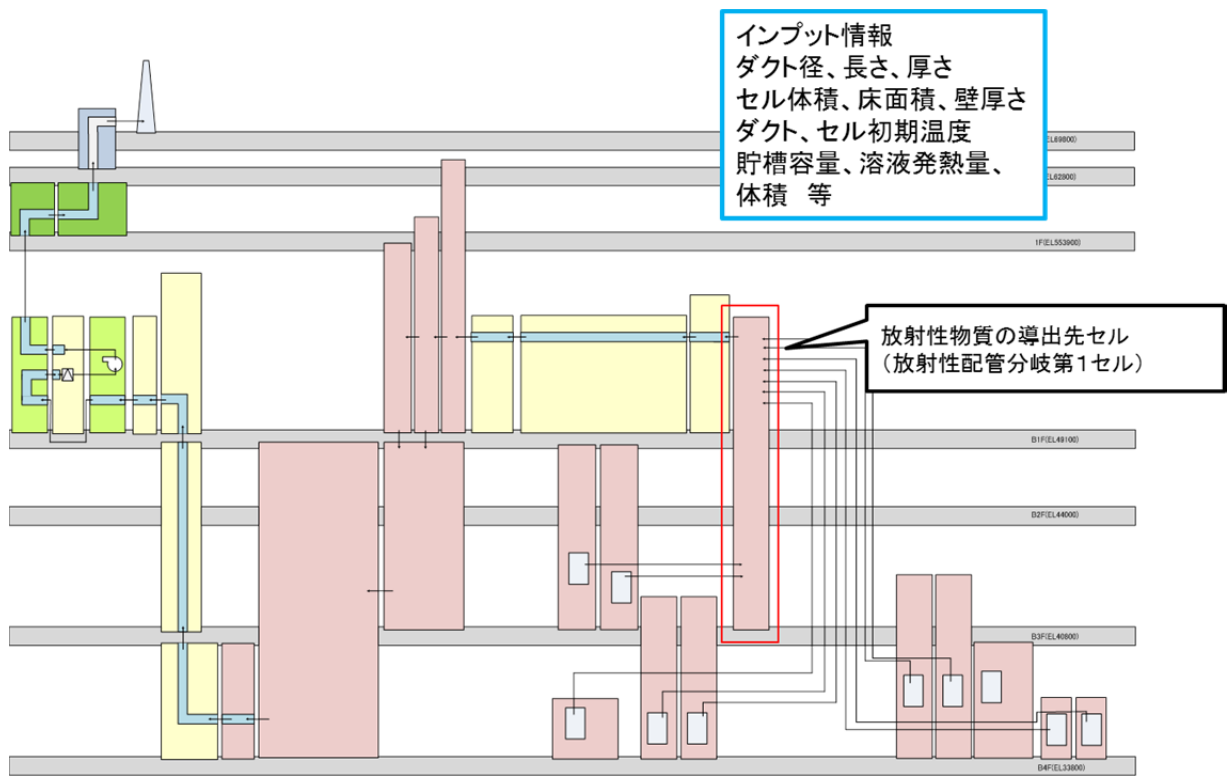 インプット情報
ダクト径、長さ、厚さ
セル体積、床面積、壁厚さ
ダクト、セル初期温度
貯槽容量、溶液発熱量、
体積 等
(EL69800)
(EL62800)
1F(EL553900)
放射性物質の導出先セル
（放射性配管分岐第１セル）
B1F(EL49100)
B2F(EL44000)
B3F(EL40800)
B4F(EL33800)